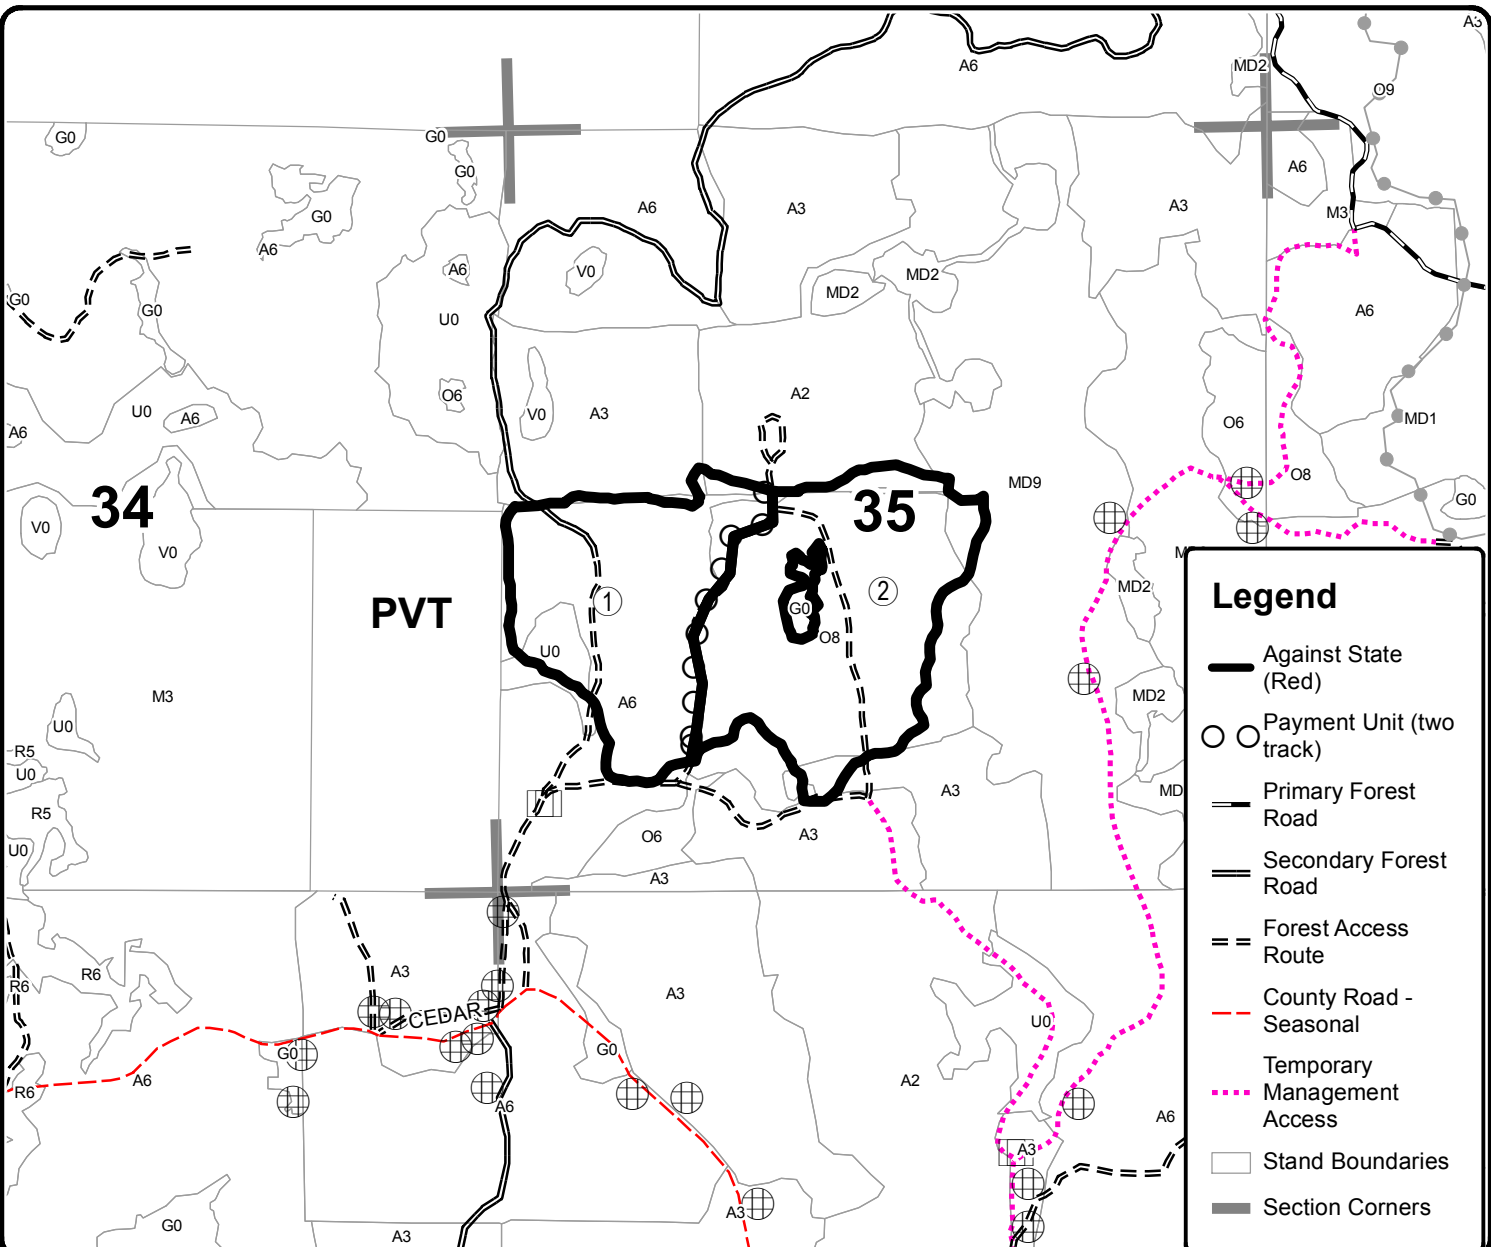 A3
A6
MD2
O9
G0
G0
G0
A6
G0
A6
A3
A3
M3
G0
A6
A6
V0
MD2
MD2
G0
G0
U0
A6
O6
A2
U0
A6
V0
A3
A6
O6
MD1
O8
MD9
G0
34
35
V0
V0
M
MD2
1
2
PVT
G0
O8
U0
M3
A6
MD2
U0
R5
U0
R5
U0
A3
MD
O6
A3
A3
R6
R6
A3
A3
CEDAR
U0
G0
G0
A6
R6
A2
A6
A6
A3
A3
G0
A3
Legend
Against State
(Red)
Payment Unit (two
track)
Primary Forest
Road
Secondary Forest
Road
Forest Access
Route
County Road -
Seasonal
Temporary
Management
Access
Stand Boundaries
Section Corners